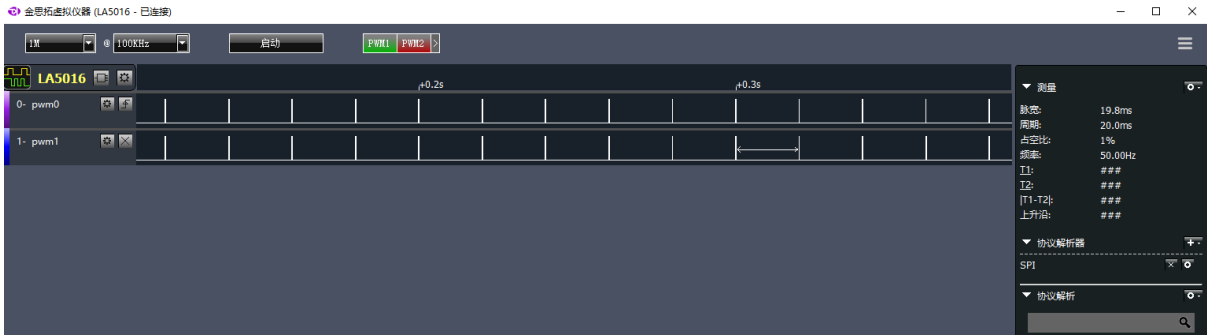 金思拓虚拟仪器 (LA5016 - 已连接)
1M @ 100KHz 启动 PWM1 PWM2 >
LA5016
+0.2s +0.3s
0- pwm0
1- pwm1
测量
脉宽: 19.8ms
周期: 20.0ms
占空比: 1%
频率: 50.00Hz
T1: ###
T2: ###
|T1-T2|: ###
上升沿: ###
协议解析器
SPI
协议解析